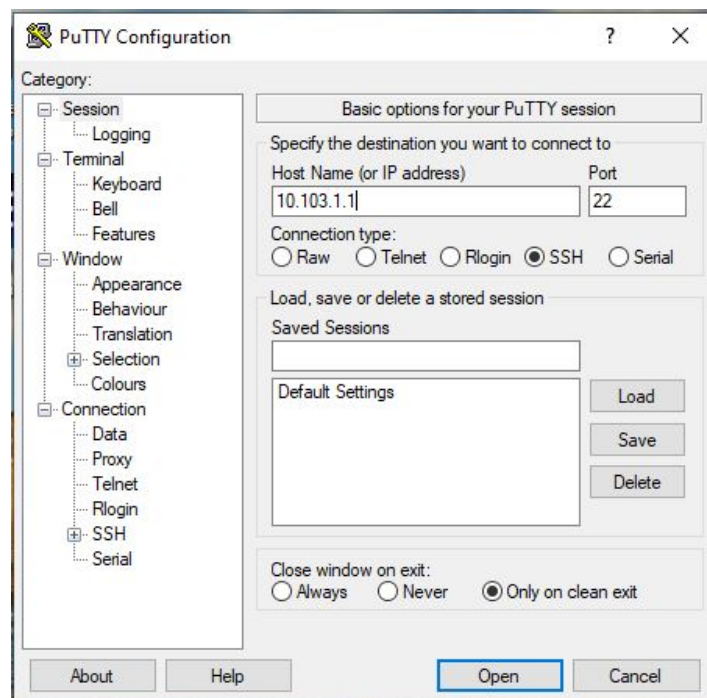 PuTTY Configuration
?
Category:
Session
Logging
Terminal
Keyboard
Bell
Features
Window
Appearance
Behaviour
Translation
Selection
Colours
Connection
Data
Proxy
Telnet
Rlogin
SSH
Serial
Basic options for your PuTTY session
Specify the destination you want to connect to
Host Name (or IP address) Port
10.103.1.1 22
Connection type:
Raw Telnet Rlogin SSH Serial
Load, save or delete a stored session
Saved Sessions
Default Settings
Load
Save
Delete
Close window on exit:
Always Never Only on clean exit
About Help Open Cancel